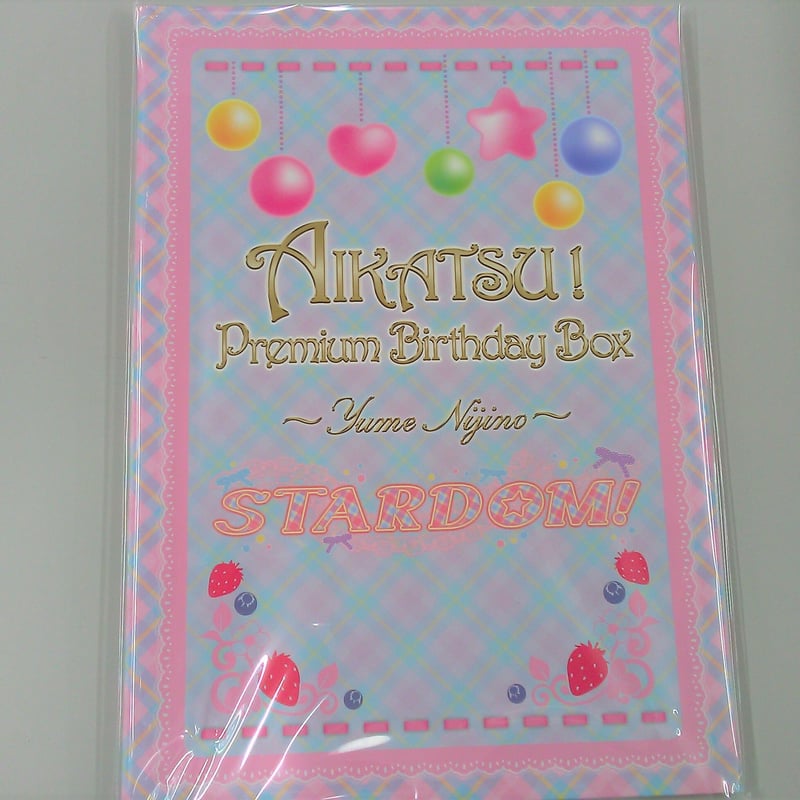 AIKATSU!
Premium Birthday Box
~Yume Nijino~
STARDOM!